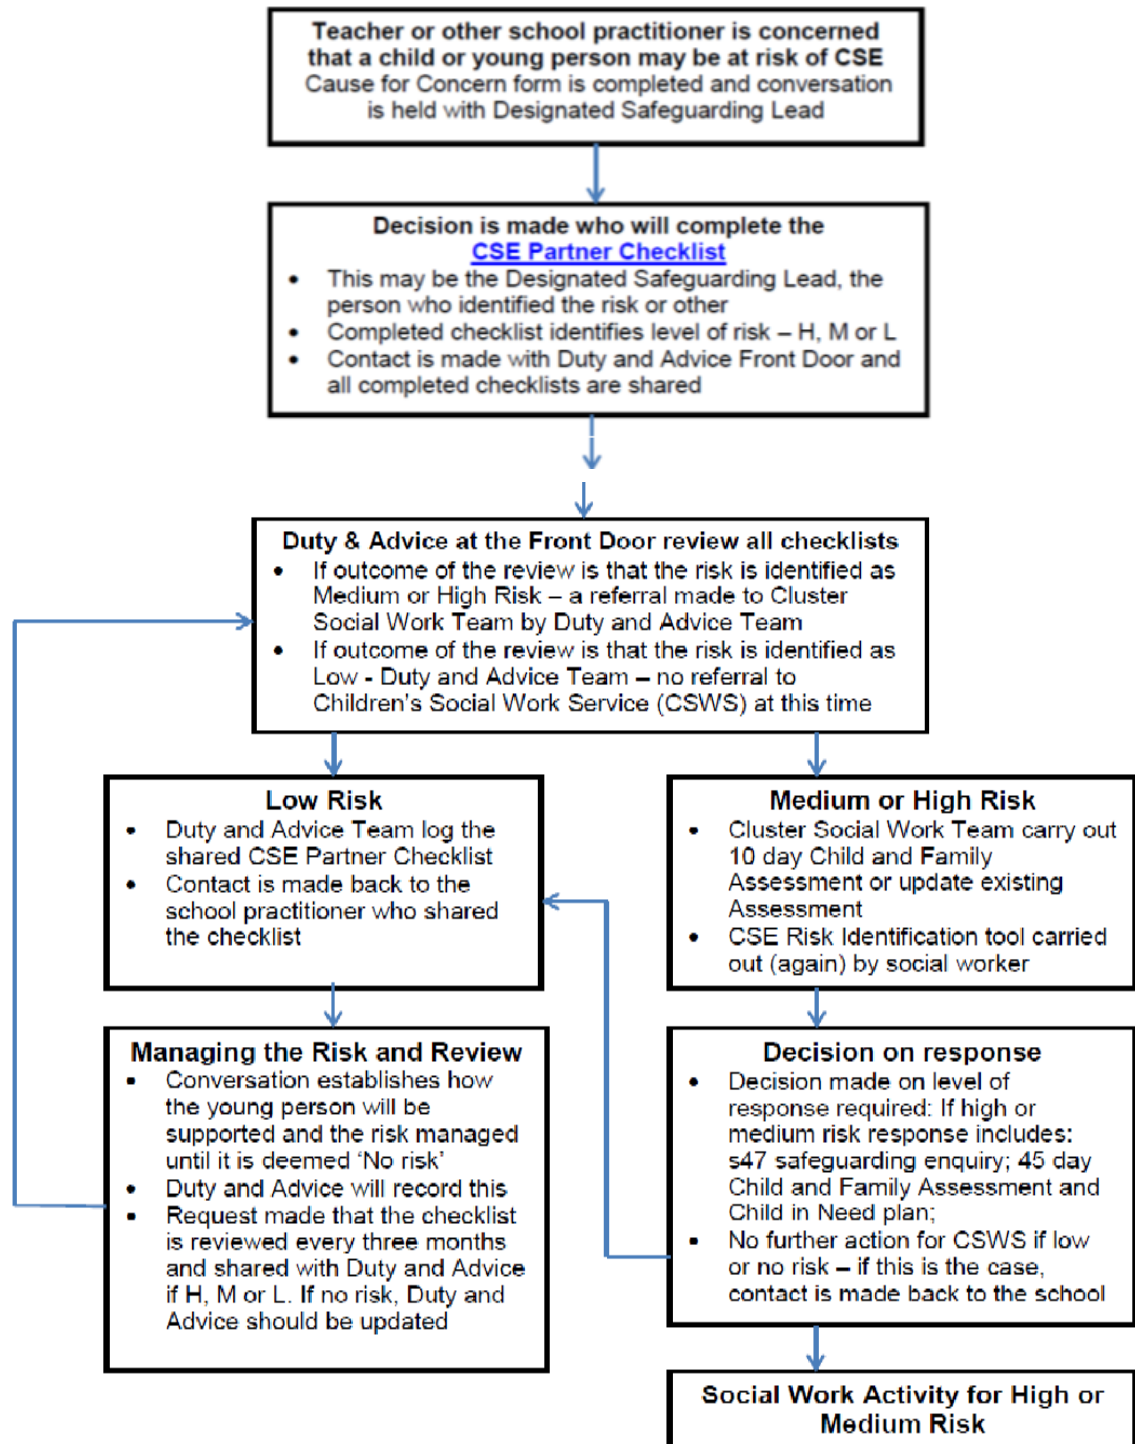 Teacher or other school practitioner is concerned
that a child or young person may be at risk of CSE
Cause for Concern form is completed and conversation
is held with Designated Safeguarding Lead
Decision is made who will complete the
CSE Partner Checklist
• This may be the Designated Safeguarding Lead, the
person who identified the risk or other
• Completed checklist identifies level of risk – H, M or L
• Contact is made with Duty and Advice Front Door and
all completed checklists are shared
Duty & Advice at the Front Door review all checklists
• If outcome of the review is that the risk is identified as
Medium or High Risk – a referral made to Cluster
Social Work Team by Duty and Advice Team
• If outcome of the review is that the risk is identified as
Low - Duty and Advice Team – no referral to
Children's Social Work Service (CSWS) at this time
Low Risk
• Duty and Advice Team log the
shared CSE Partner Checklist
• Contact is made back to the
school practitioner who shared
the checklist
Medium or High Risk
• Cluster Social Work Team carry out
10 day Child and Family
Assessment or update existing
Assessment
• CSE Risk Identification tool carried
out (again) by social worker
Managing the Risk and Review
• Conversation establishes how
the young person will be
supported and the risk managed
until it is deemed 'No risk'
• Duty and Advice will record this
• Request made that the checklist
is reviewed every three months
and shared with Duty and Advice
if H, M or L. If no risk, Duty and
Advice should be updated
Decision on response
• Decision made on level of
response required: If high or
medium risk response includes:
s47 safeguarding enquiry; 45 day
Child and Family Assessment and
Child in Need plan;
• No further action for CSWS if low
or no risk – if this is the case,
contact is made back to the school
Social Work Activity for High or
Medium Risk